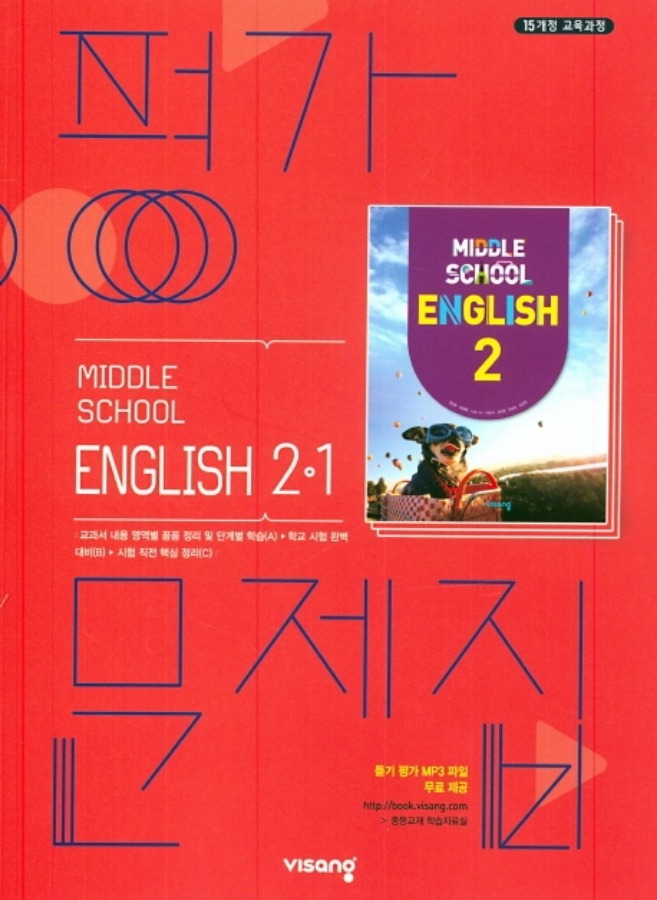 15개정 교육과정
평가
MIDDLE
SCHOOL
ENGLISH
2
visang
MIDDLE
SCHOOL
ENGLISH 2·1
/ 교과서 내용 영역별 꼼꼼 정리 및 단계별 학습(A) ▸ 학교 시험 완벽
대비(B) ▸ 시험 직전 핵심 정리(C) /
문제집
듣기 평가 MP3 파일
무료 제공
http://book.visang.com
> 중등교재 학습자료실
visang